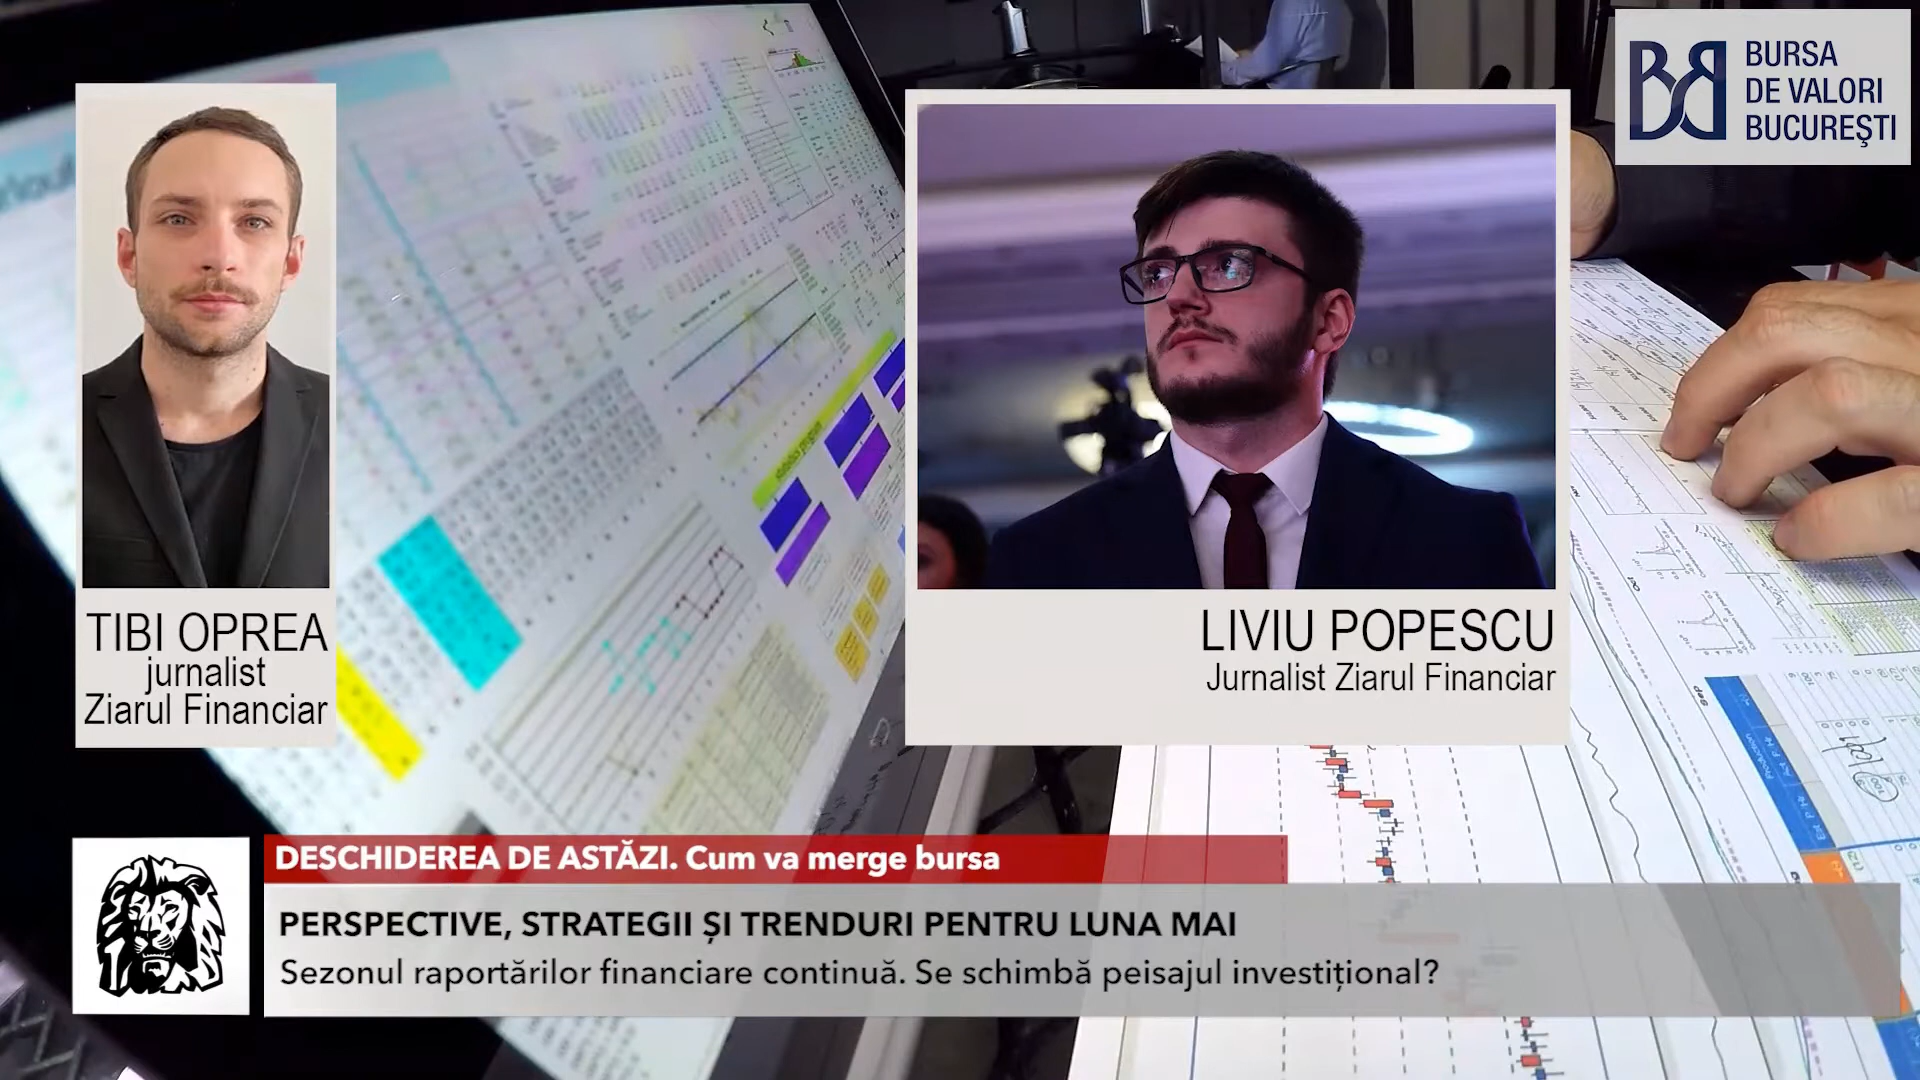 BURSA
DE VALORI
BUCUREŞTI
TIBI OPREA
jurnalist
Ziarul Financiar
LIVIU POPESCU
Jurnalist Ziarul Financiar
DESCHIDEREA DE ASTĂZI. Cum va merge bursa
PERSPECTIVE, STRATEGII ȘI TRENDURI PENTRU LUNA MAI
Sezonul raportărilor financiare continuă. Se schimbă peisajul investițional?